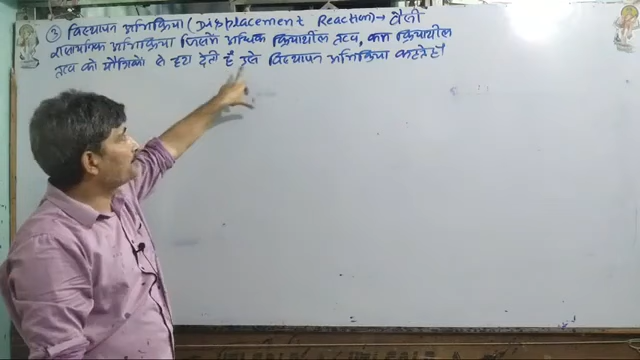 ③ विस्थापन अभिक्रिया (Displacement Reaction)→ वैसी
रासायनिक अभिक्रिया जिसमें अधिक क्रियाशील तत्व, कम क्रियाशील
तत्व को यौगिकों से हटा देती हैं उसे विस्थापन अभिक्रिया कहते हैं